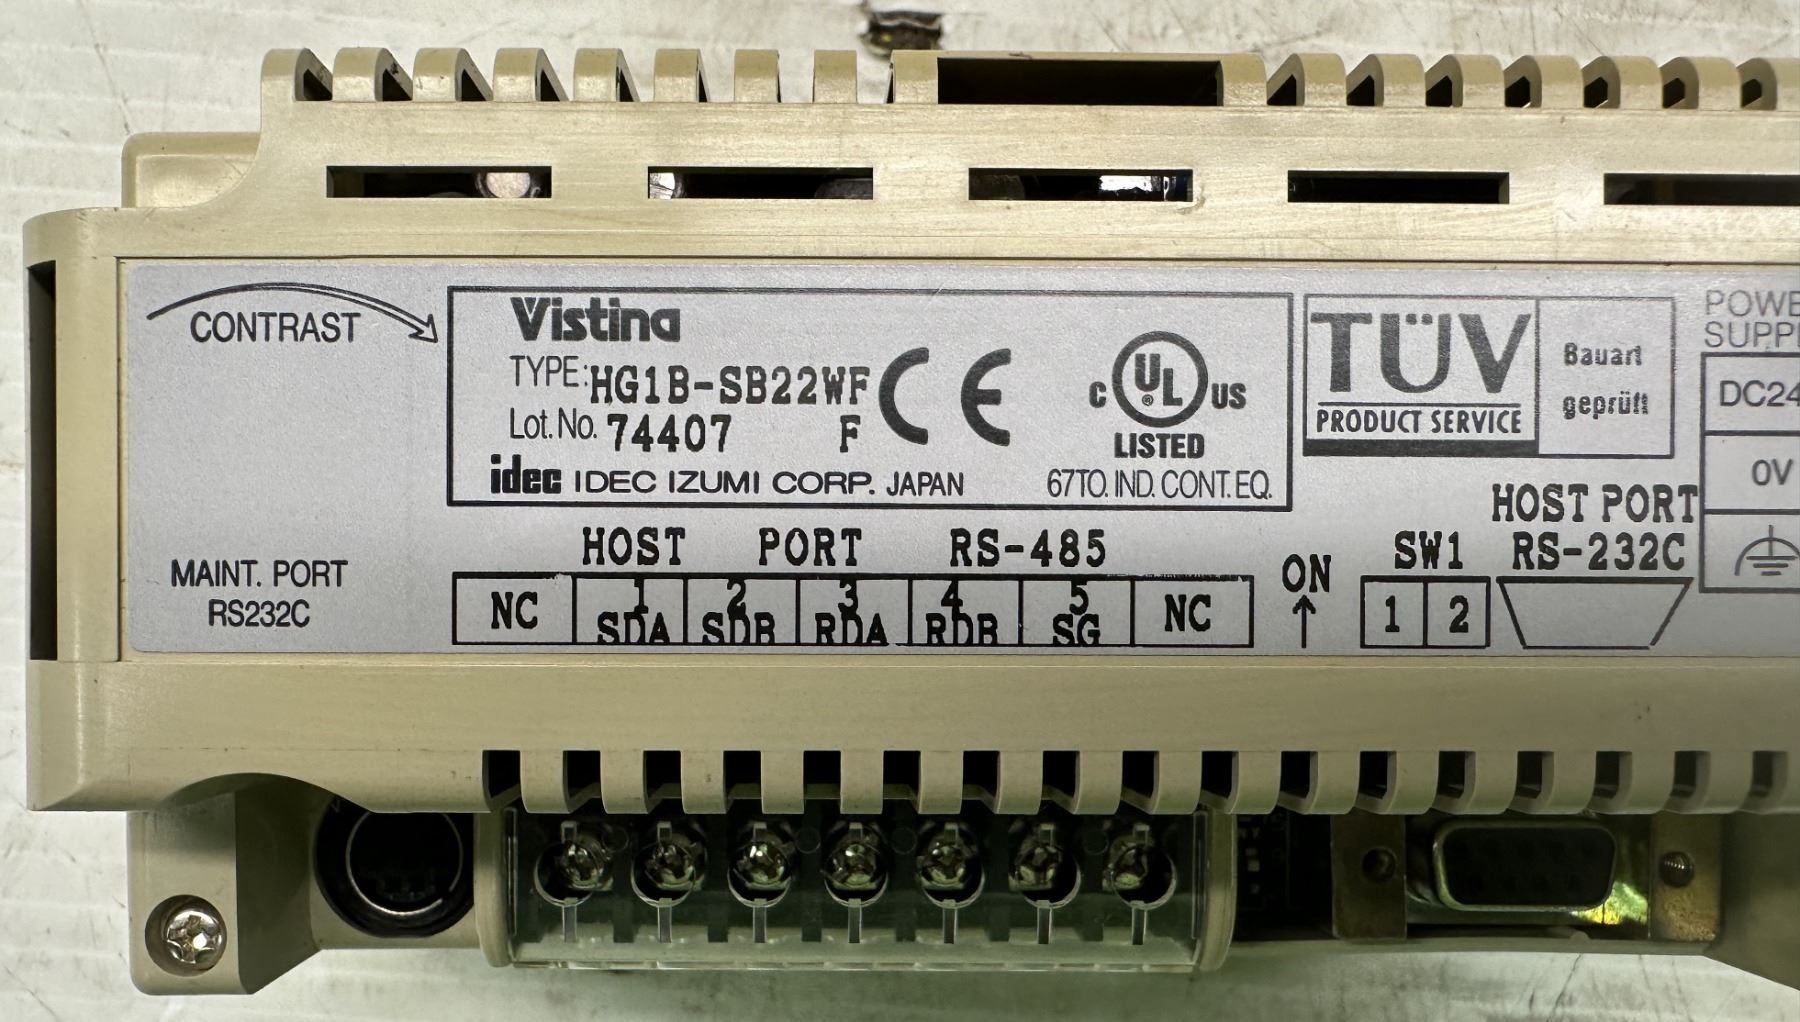 CONTRAST
MAINT. PORT
RS232C
Vistina
TYPE: HG1B-SB22WF
Lot. No. 74407 F
idec IDEC IZUMI CORP. JAPAN
CE
C UL US
®
LISTED
67TO. IND. CONT. EQ.
TÜV
PRODUCT SERVICE
Bauart
geprüft
POWE
SUPPL
DC24
0V
HOST PORT RS-485
NC 1 2 3 4 5 NC
SDA SDB RDA RDB SG
ON
↑
SW1
1 2
HOST PORT
RS-232C